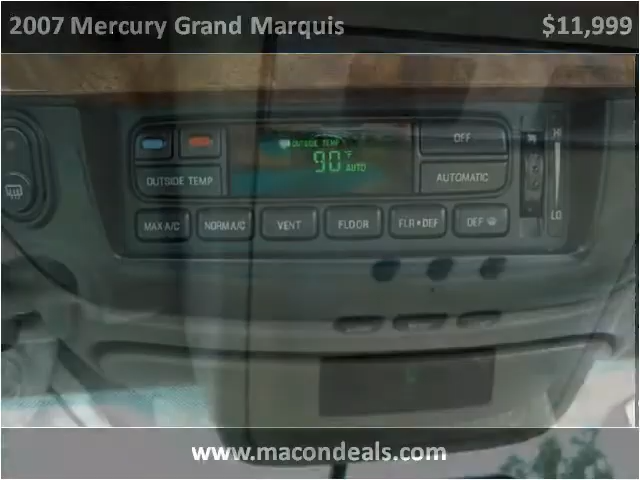 2007 Mercury Grand Marquis $11,999
OUTSIDE TEMP
90 °F
AUTO
OFF
HI
OUTSIDE TEMP
AUTOMATIC
MAX A/C NORM A/C VENT FLOOR FLR•DEF DEF
LO
www.macondeals.com